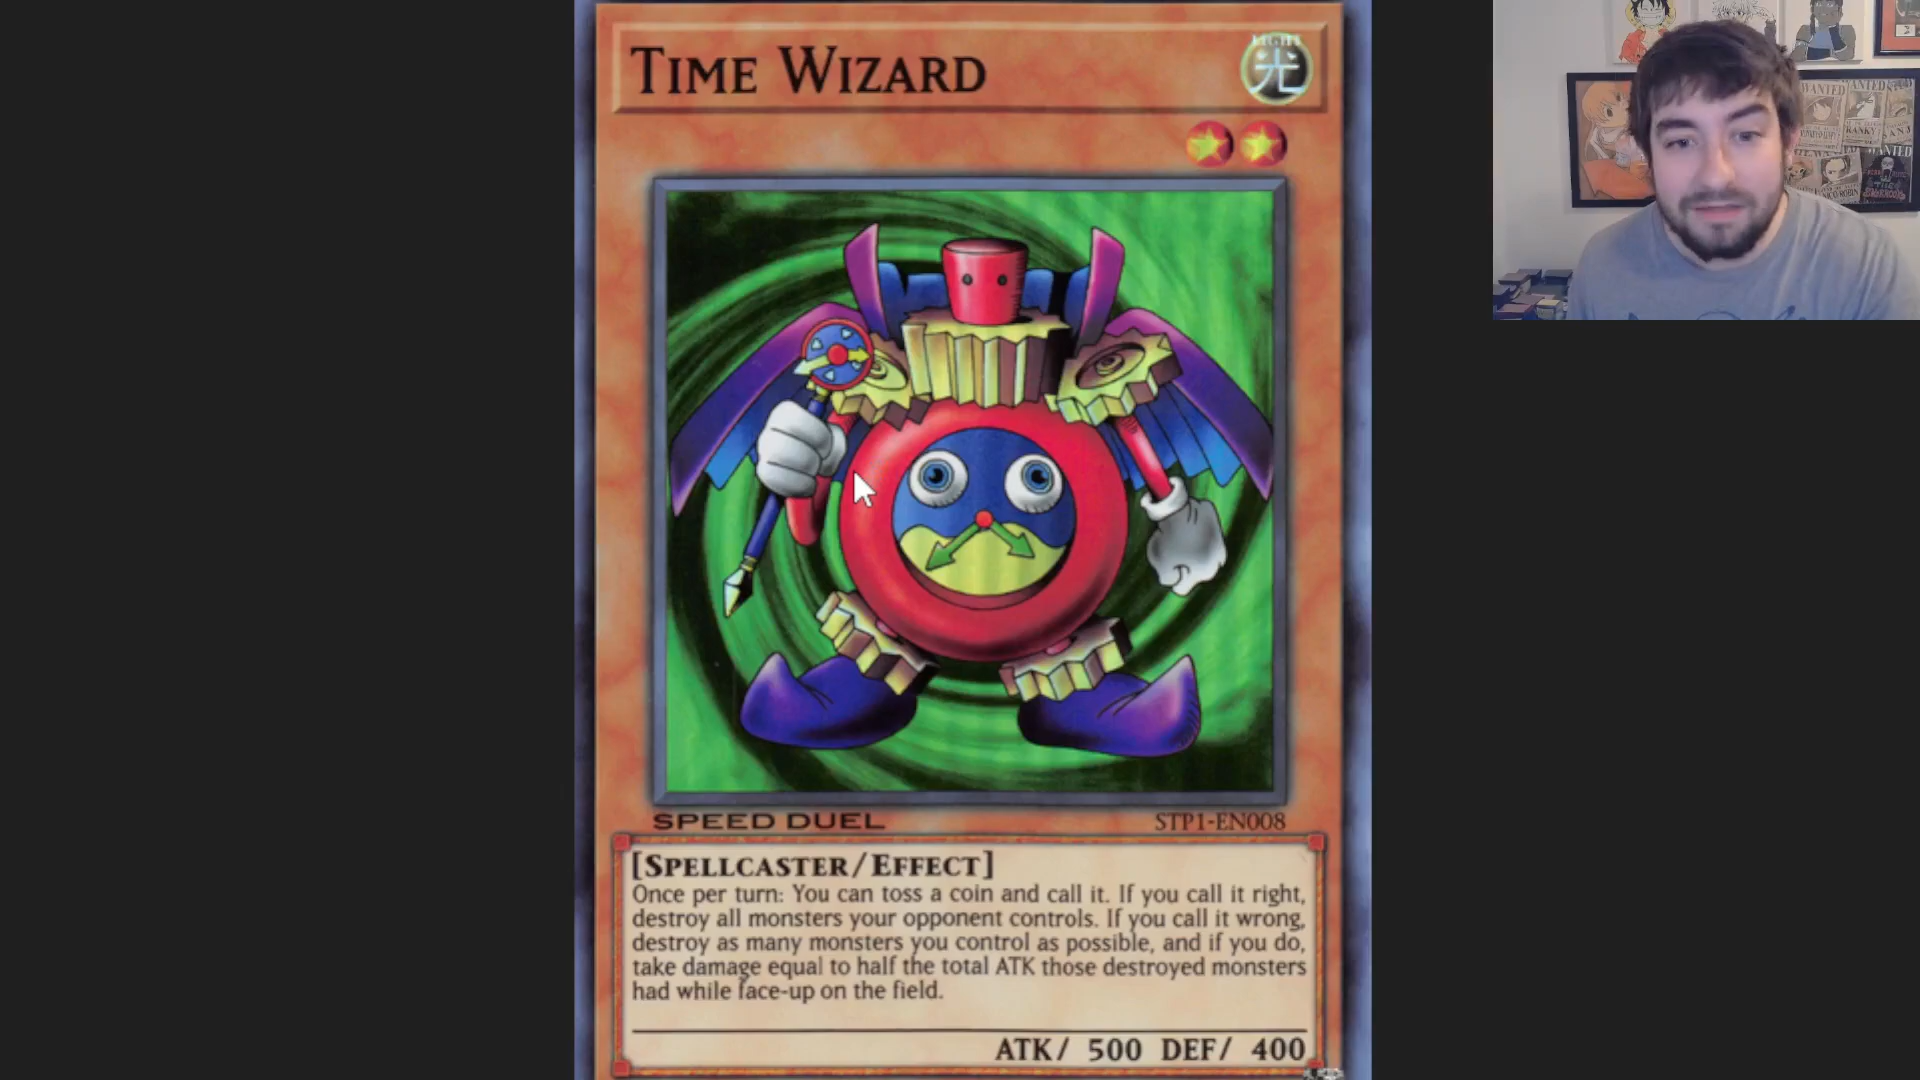 TIME WIZARD
LIGHT
光
SPEED DUEL
STP1-EN008
[SPELLCASTER/EFFECT]
Once per turn: You can toss a coin and call it. If you call it right,
destroy all monsters your opponent controls. If you call it wrong,
destroy as many monsters you control as possible, and if you do,
take damage equal to half the total ATK those destroyed monsters
had while face-up on the field.
ATK/ 500 DEF/ 400
WANTED
WANTED